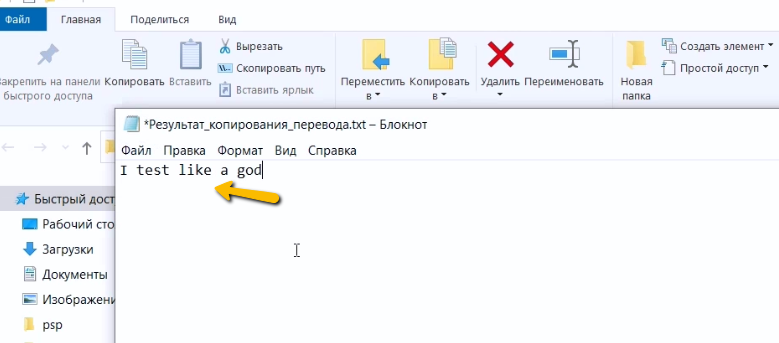 Файл Главная Поделиться Вид
Вырезать
Скопировать путь
Вставить ярлык
Закрепить на панели
быстрого доступа
Копировать
Вставить
Переместить
в
Копировать
в
Удалить
Переименовать
Новая
папка
Создать элемент
Простой доступ
*Результат_копирования_перевода.txt – Блокнот
Файл Правка Формат Вид Справка
I test like a god
Быстрый дост
Рабочий сто
Загрузки
Документы
Изображени
psp